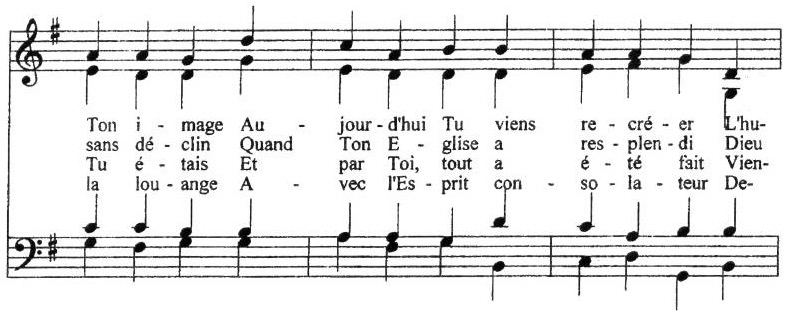 Ton i - mage Au - jour - d'hui Tu viens re - cré - er L'hu-
sans dé - clin Quand Ton E - glise a res - plen - di Dieu
Tu é - tais Et par Toi, tout a é - té fait Vien-
la lou - ange A - vec l'Es - prit con - so - la - teur De-